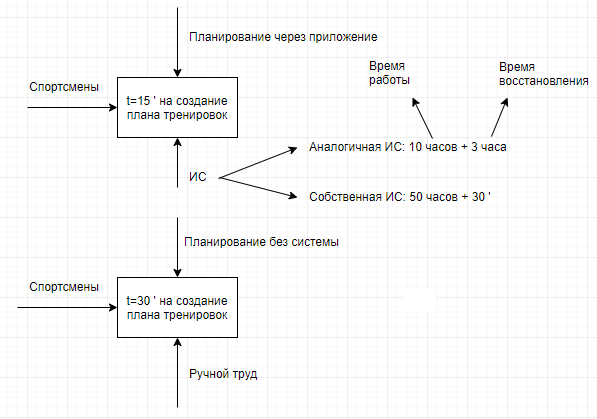 Планирование через приложение
Время
работы
Время
восстановления
Спортсмены
t=15 ' на создание
плана тренировок
Аналогичная ИС: 10 часов + 3 часа
ИС
Собственная ИС: 50 часов + 30 '
Планирование без системы
Спортсмены
t=30 ' на создание
плана тренировок
Ручной труд